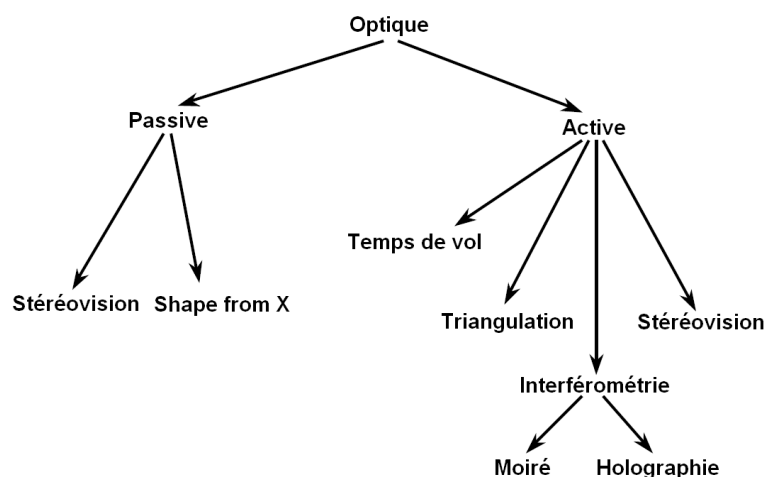 Optique
Passive
Active
Temps de vol
Stéréovision
Shape from X
Triangulation
Stéréovision
Interférométrie
Moiré
Holographie